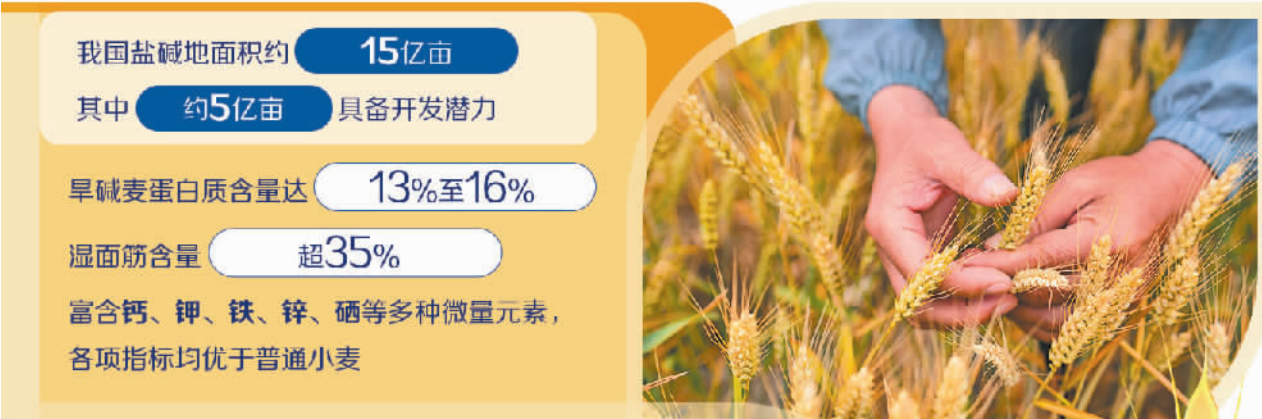 我国盐碱地面积约 15亿亩
其中 约5亿亩 具备开发潜力
旱碱麦蛋白质含量达 13%至16%
湿面筋含量 超35%
富含钙、钾、铁、锌、硒等多种微量元素，
各项指标均优于普通小麦